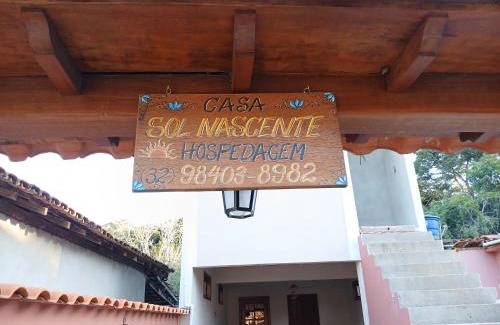 CASA
SOL NASCENTE
HOSPEDAGEM
(32) 98403-8982